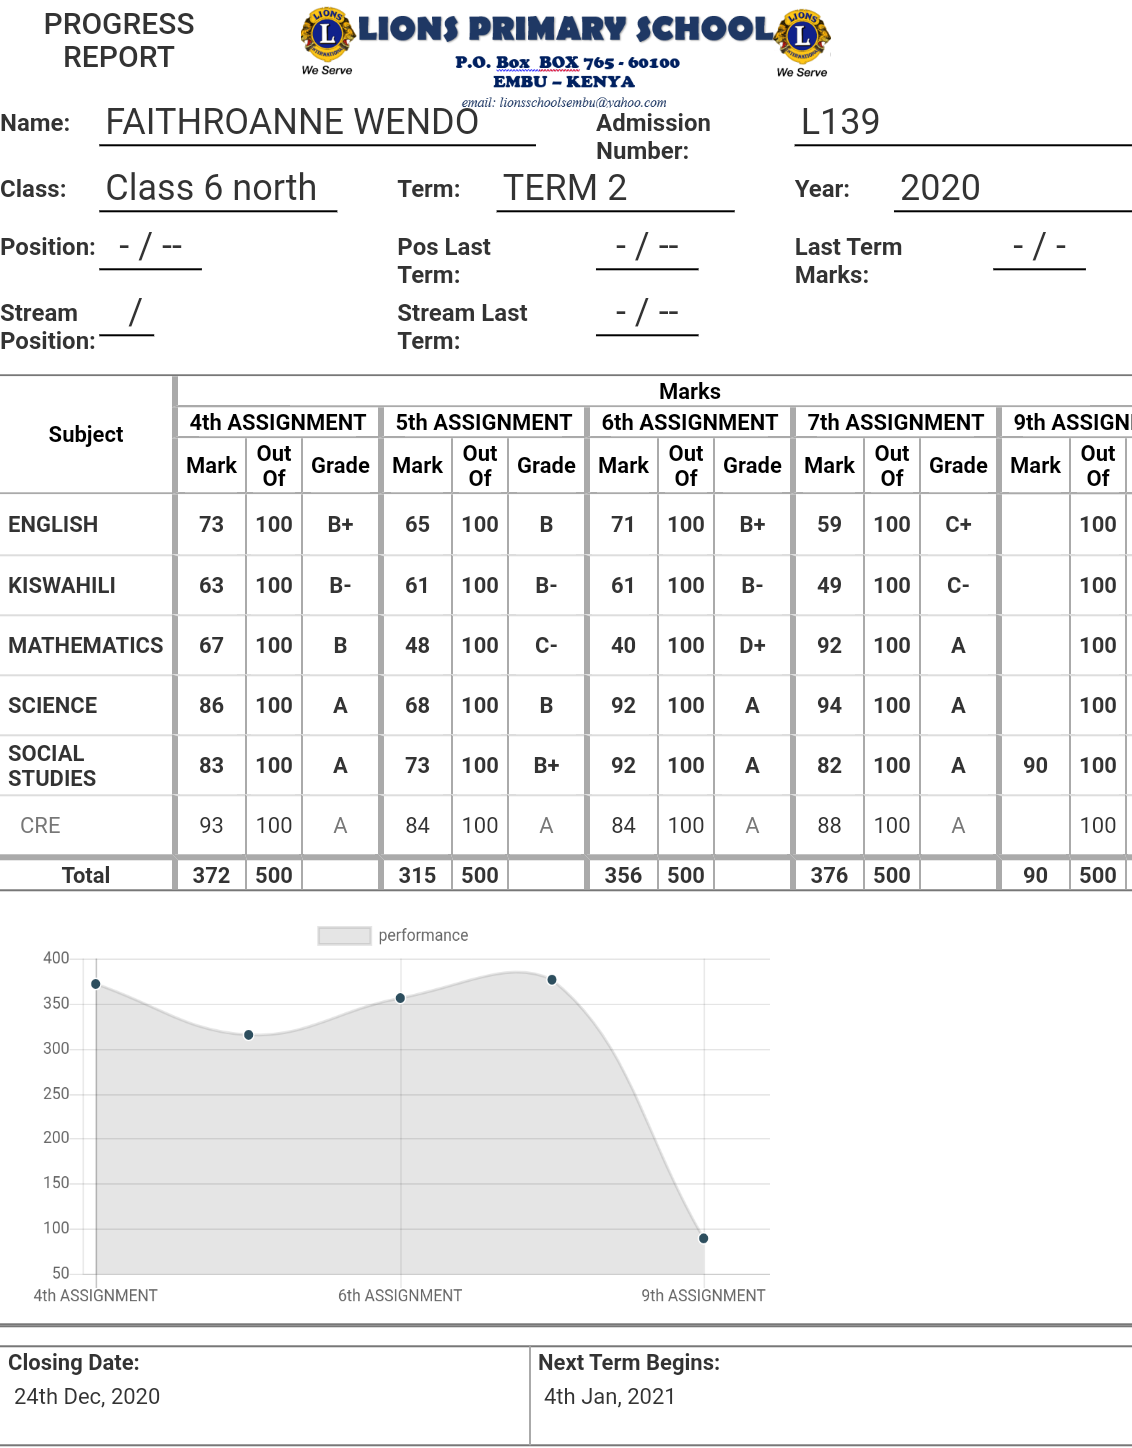 PROGRESS
REPORT
LIONS PRIMARY SCHOOL
We Serve
We Serve
P.O. Box BOX 765 - 60100
EMBU – KENYA
email: lionsschoolsembu@yahoo.com
Name: FAITHROANNE WENDO Admission Number: L139
Class: Class 6 north Term: TERM 2 Year: 2020
Position: - / -- Pos Last Term: - / -- Last Term Marks: - / -
Stream Position: / Stream Last Term: - / --
Marks
Subject 4th ASSIGNMENT 5th ASSIGNMENT 6th ASSIGNMENT 7th ASSIGNMENT 9th ASSIGN
Mark Out Of Grade Mark Out Of Grade Mark Out Of Grade Mark Out Of Grade Mark Out Of
ENGLISH 73 100 B+ 65 100 B 71 100 B+ 59 100 C+ 100
KISWAHILI 63 100 B- 61 100 B- 61 100 B- 49 100 C- 100
MATHEMATICS 67 100 B 48 100 C- 40 100 D+ 92 100 A 100
SCIENCE 86 100 A 68 100 B 92 100 A 94 100 A 100
SOCIAL STUDIES 83 100 A 73 100 B+ 92 100 A 82 100 A 90 100
CRE 93 100 A 84 100 A 84 100 A 88 100 A 100
Total 372 500 315 500 356 500 376 500 90 500
performance
400
350
300
250
200
150
100
50
4th ASSIGNMENT 6th ASSIGNMENT 9th ASSIGNMENT
Closing Date: Next Term Begins:
24th Dec, 2020 4th Jan, 2021